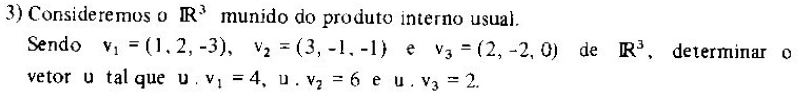 3) Consideremos o ℝ³ munido do produto interno usual.
Sendo v₁ = (1, 2, -3), v₂ = (3, -1, -1) e v₃ = (2, -2, 0) de ℝ³, determinar o
vetor u tal que u . v₁ = 4, u . v₂ = 6 e u . v₃ = 2.